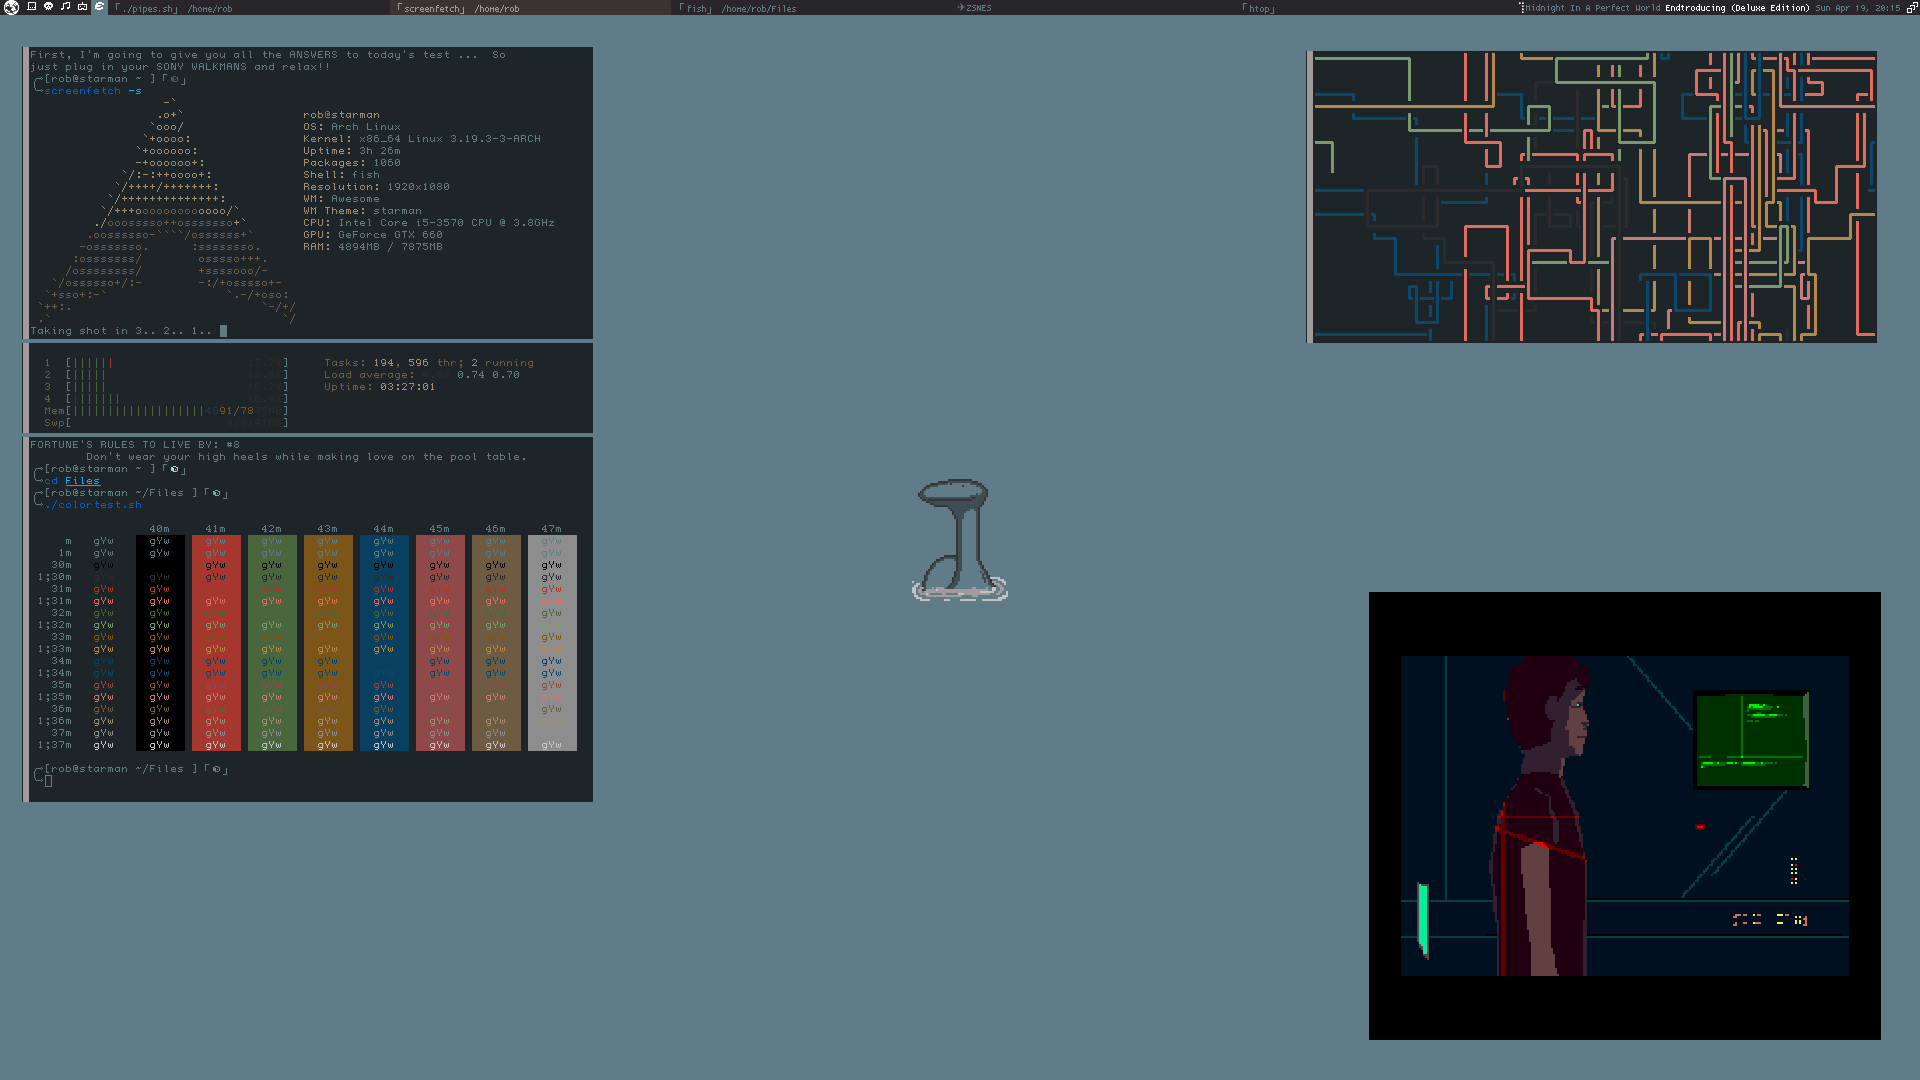 「./pipes.sh」 /home/rob
「screenfetch」 /home/rob
「fish」 /home/rob/Files
ZSNES
「htop」
Midnight In A Perfect World Endtroducing (Deluxe Edition) Sun Apr 19, 20:15
First, I'm going to give you all the ANSWERS to today's test ...  So
just plug in your SONY WALKMANS and relax!!
[rob@starman ~ ]
screenfetch -s
rob@starman
OS: Arch Linux
Kernel: x86_64 Linux 3.19.3-3-ARCH
Uptime: 3h 26m
Packages: 1060
Shell: fish
Resolution: 1920x1080
WM: Awesome
WM Theme: starman
CPU: Intel Core i5-3570 CPU @ 3.8GHz
GPU: GeForce GTX 660
RAM: 4894MB / 7875MB
Taking shot in 3.. 2.. 1..
1 [|||||| ] Tasks: 194, 596 thr; 2 running
2 [||||| ] Load average: 0.74 0.70
3 [||||| ] Uptime: 03:27:01
4 [||||||| ]
Mem[|||||||||||||||||||4891/7875MB]
Swp[ ]
FORTUNE'S RULES TO LIVE BY: #8
Don't wear your high heels while making love on the pool table.
[rob@starman ~ ]
cd Files
[rob@starman ~/Files ]
./colortest.sh
40m 41m 42m 43m 44m 45m 46m 47m
m gYw gYw gYw gYw gYw gYw gYw gYw gYw
1m gYw gYw gYw gYw gYw gYw gYw gYw gYw
30m gYw gYw gYw gYw gYw gYw gYw gYw
1;30m gYw gYw gYw gYw gYw gYw gYw gYw gYw
31m gYw gYw gYw gYw gYw gYw gYw gYw
1;31m gYw gYw gYw gYw gYw gYw gYw gYw gYw
32m gYw gYw gYw gYw gYw gYw gYw gYw
1;32m gYw gYw gYw gYw gYw gYw gYw gYw gYw
33m gYw gYw gYw gYw gYw gYw gYw gYw
1;33m gYw gYw gYw gYw gYw gYw gYw gYw gYw
34m gYw gYw gYw gYw gYw gYw gYw gYw
1;34m gYw gYw gYw gYw gYw gYw gYw gYw
35m gYw gYw gYw gYw gYw gYw gYw gYw
1;35m gYw gYw gYw gYw gYw gYw gYw gYw gYw
36m gYw gYw gYw gYw gYw gYw gYw gYw
1;36m gYw gYw gYw gYw gYw gYw gYw gYw gYw
37m gYw gYw gYw gYw gYw gYw gYw gYw
1;37m gYw gYw gYw gYw gYw gYw gYw gYw gYw
[rob@starman ~/Files ]